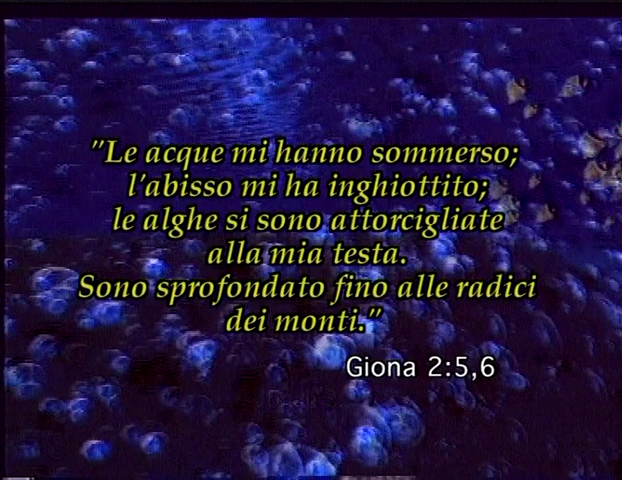 "Le acque mi hanno sommerso;
l'abisso mi ha inghiottito;
le alghe si sono attorcigliate
alla mia testa.
Sono sprofondato fino alle radici
dei monti."
Giona 2:5,6